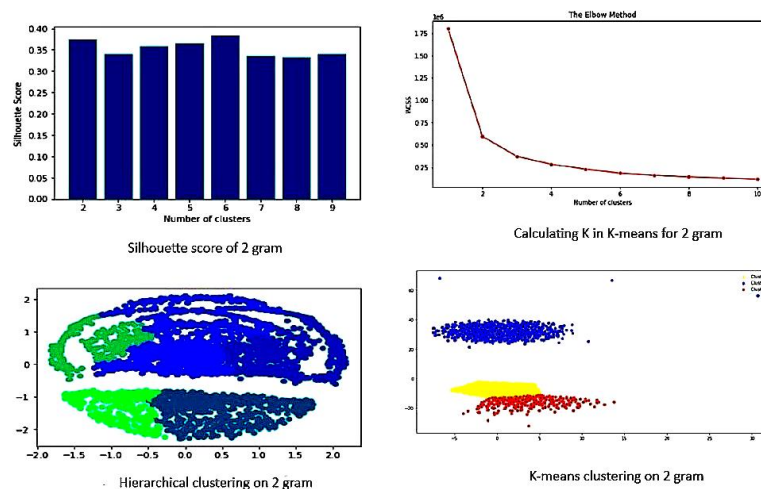 0.40
0.35
0.30
0.25
0.20
0.15
0.10
0.05
0.00
Silhouette Score
2 3 4 5 6 7 8 9
Number of clusters
Silhouette score of 2 gram
The Elbow Method
1e6
1.75
1.50
1.25
1.00
0.75
0.50
0.25
WCSS
2 4 6 8 10
Number of clusters
Calculating K in K-means for 2 gram
2
1
0
−1
−2
−2.0 −1.5 −1.0 −0.5 0.0 0.5 1.0 1.5 2.0
Hierarchical clustering on 2 gram
Clust
Clust
Clust
60
40
20
0
−20
−5 0 5 10 15 20 25 30
K-means clustering on 2 gram